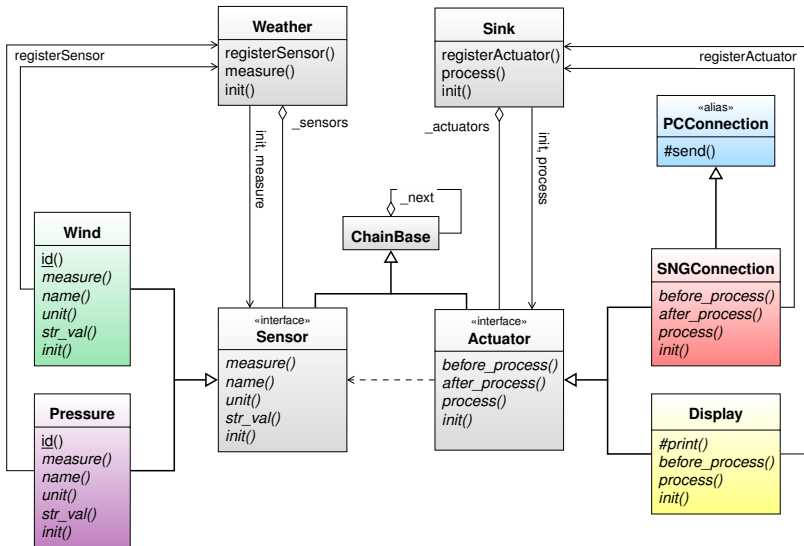 Weather
registerSensor()
measure()
init()
Sink
registerActuator()
process()
init()
registerSensor
registerActuator
_sensors
_actuators
init, measure
init, process
«alias»
PCConnection
#send()
_next
ChainBase
Wind
id()
measure()
name()
unit()
str_val()
init()
SNGConnection
before_process()
after_process()
process()
init()
«interface»
Sensor
measure()
name()
unit()
str_val()
init()
«interface»
Actuator
before_process()
after_process()
process()
init()
Pressure
id()
measure()
name()
unit()
str_val()
init()
Display
#print()
before_process()
process()
init()